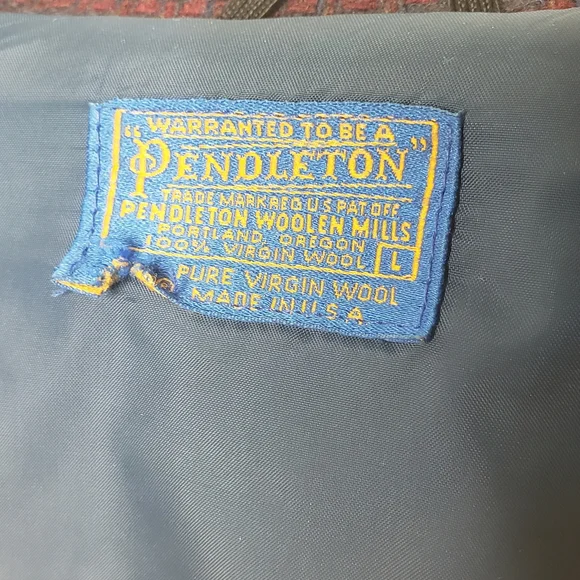 WARRANTED TO BE A
"PENDLETON"
TRADE MARK REG U S PAT OFF
PENDLETON WOOLEN MILLS
PORTLAND, OREGON
100% VIRGIN WOOL L
PURE VIRGIN WOOL
MADE IN U S A